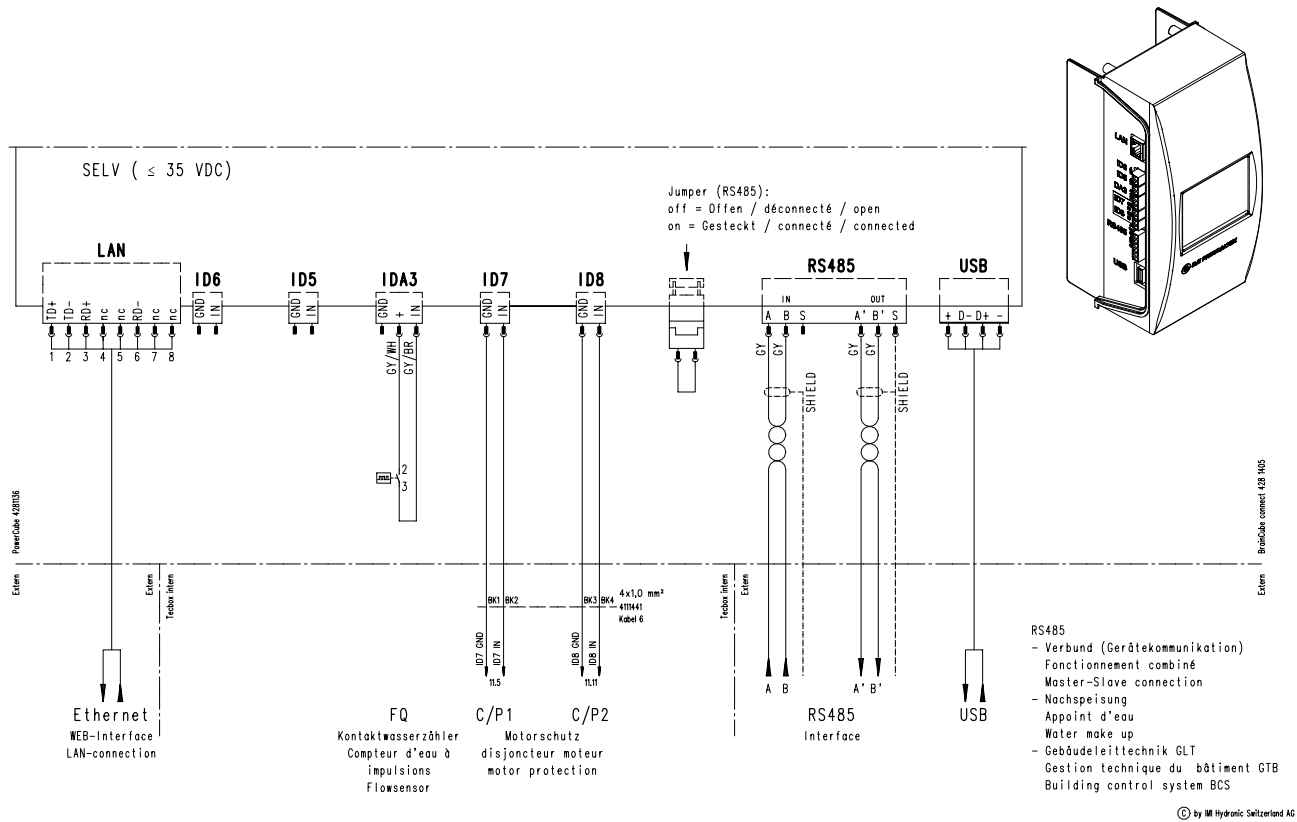 SELV ( ≤ 35 VDC)
Jumper (RS485):
off = Offen / déconnecté / open
on = Gesteckt / connecté / connected
LAN
ID6
ID5
IDA3
ID7
ID8
RS485
USB
IN OUT
TD+ TD- RD+ nc nc RD- nc nc
GND IN
GND IN
GND + IN
GND IN
GND IN
A B S A' B' S
+ D- D+ -
1 2 3 4 5 6 7 8
GY/WH
GY/BR
GY GY
GY GY
SHIELD
SHIELD
2
3
PowerCube 4281136
BrainCube connect 428 1405
Extern
Extern
Tecbox intern
Tecbox intern
Extern
Extern
BK1 BK2
BK3 BK4
4x1,0 mm²
4111441
Kabel 6
ID7 GND
ID7 IN
ID8 GND
ID8 IN
11.5
11.11
A B A' B'
Ethernet
WEB-Interface
LAN-connection
FQ
Kontaktwasserzähler
Compteur d'eau à
impulsions
Flowsensor
C/P1
C/P2
Motorschutz
disjoncteur moteur
motor protection
RS485
Interface
USB
RS485
- Verbund (Gerätekommunikation)
Fonctionnement combiné
Master-Slave connection
- Nachspeisung
Appoint d'eau
Water make up
- Gebäudeleittechnik GLT
Gestion technique du bâtiment GTB
Building control system BCS
© by IMI Hydronic Switzerland AG
LAN
ID5
ID7
RS485
USB